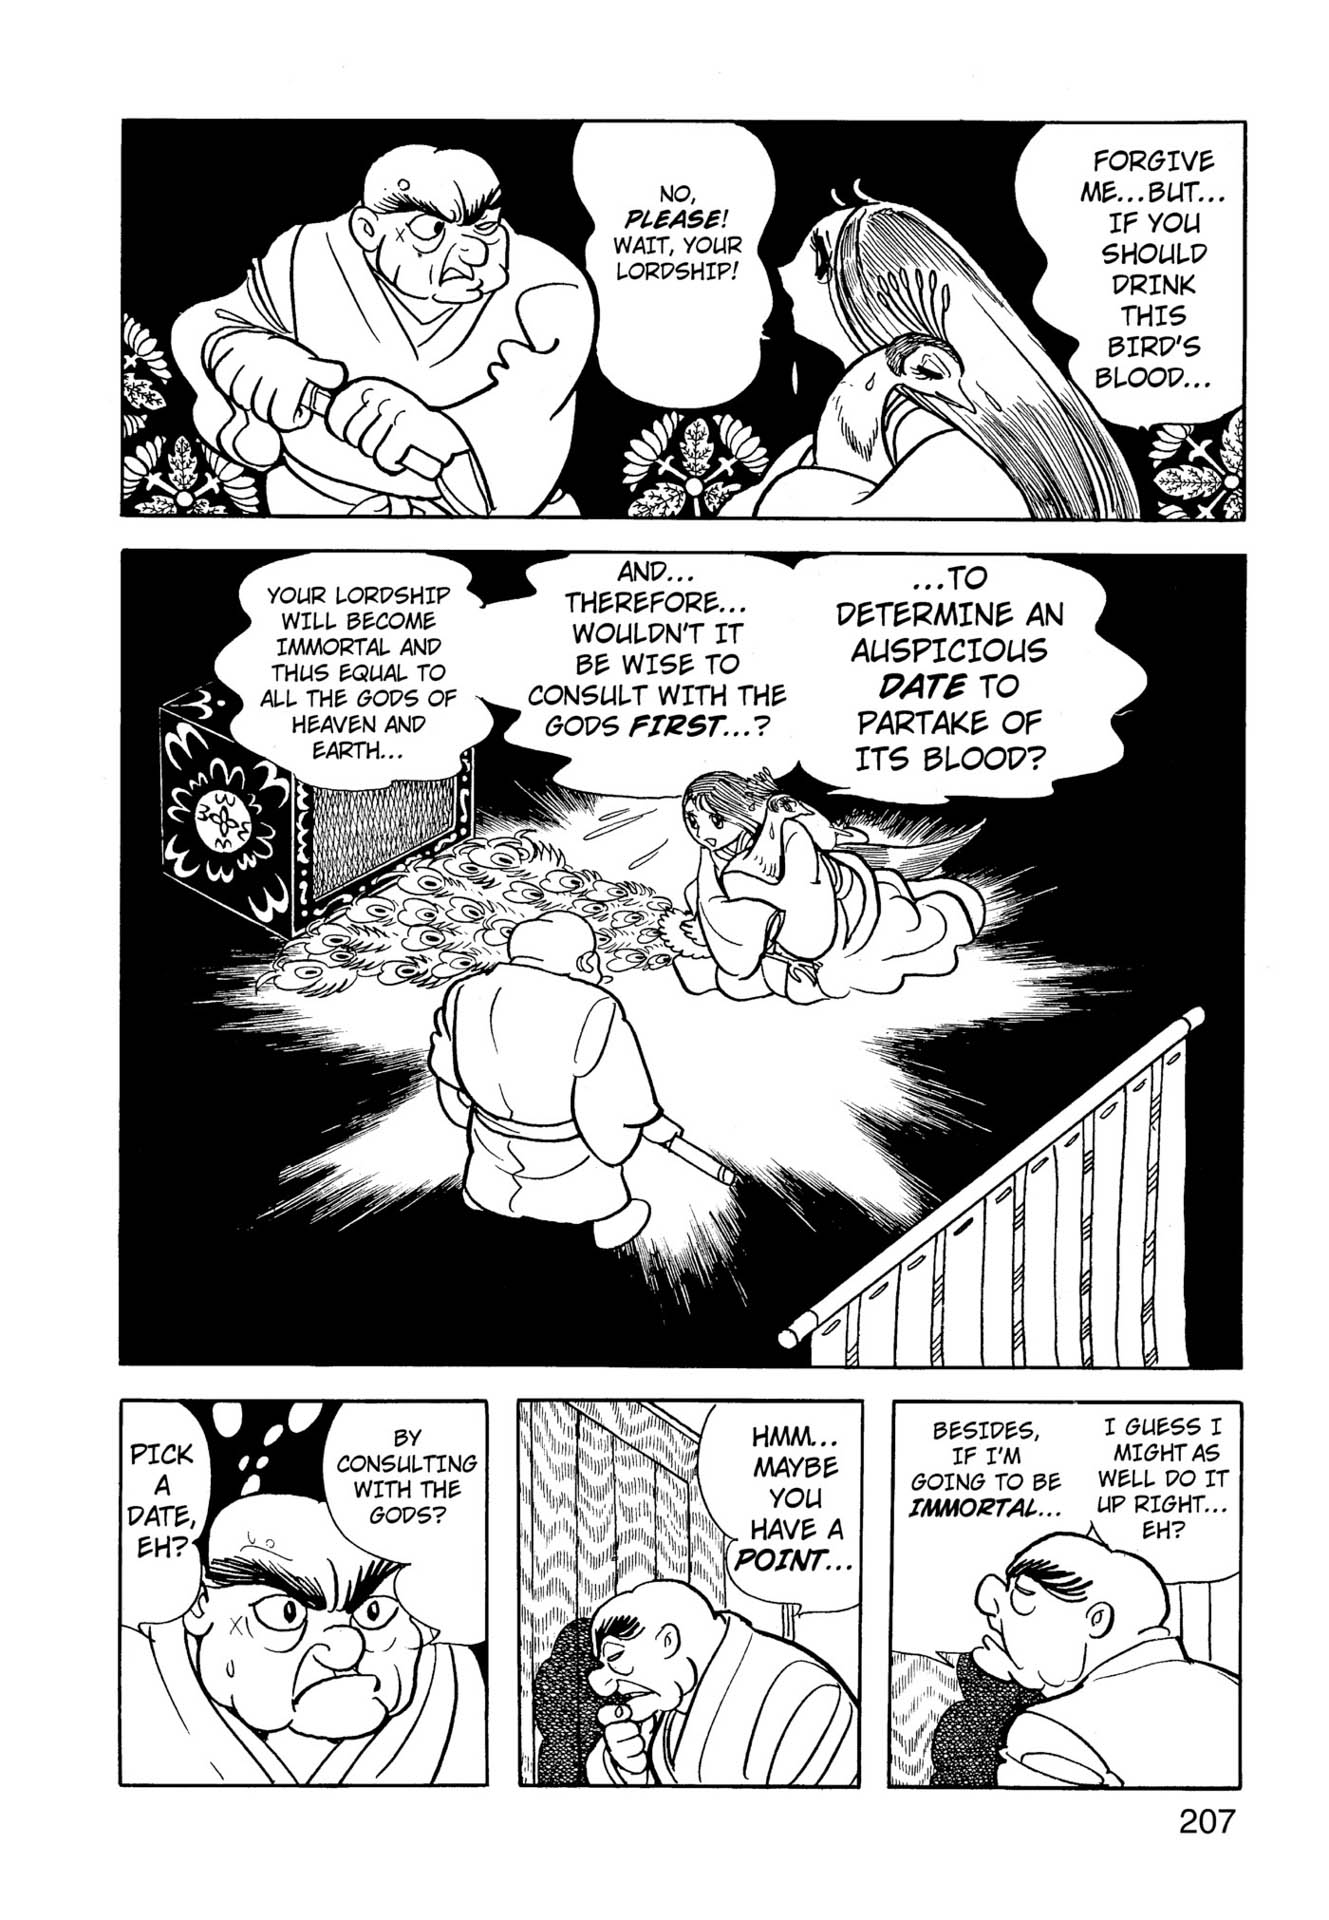 NO,
PLEASE!
WAIT, YOUR
LORDSHIP!
FORGIVE
ME...BUT...
IF YOU
SHOULD
DRINK
THIS
BIRD'S
BLOOD...
YOUR LORDSHIP
WILL BECOME
IMMORTAL AND
THUS EQUAL TO
ALL THE GODS OF
HEAVEN AND
EARTH...
AND...
THEREFORE...
WOULDN'T IT
BE WISE TO
CONSULT WITH THE
GODS FIRST...?
...TO
DETERMINE AN
AUSPICIOUS
DATE TO
PARTAKE OF
ITS BLOOD?
PICK
A
DATE,
EH?
BY
CONSULTING
WITH THE
GODS?
HMM...
MAYBE
YOU
HAVE A
POINT...
BESIDES,
IF I'M
GOING TO BE
IMMORTAL...
I GUESS I
MIGHT AS
WELL DO IT
UP RIGHT...
EH?
207